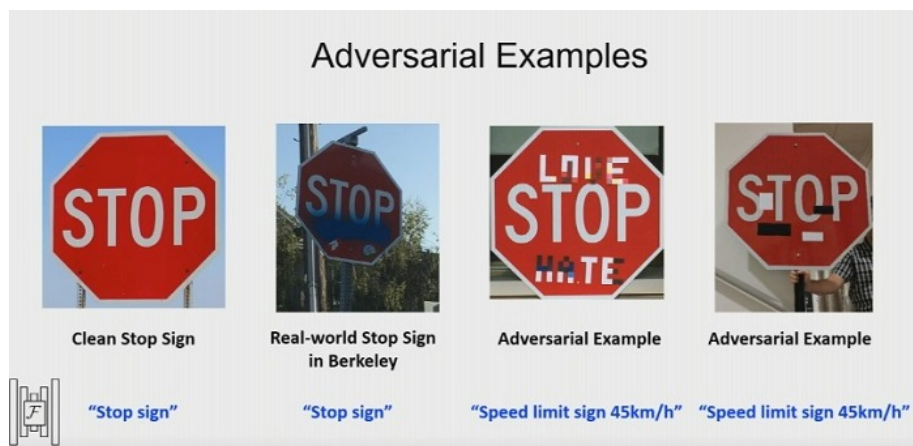 Adversarial Examples
STOP
STOP
LOVE
STOP
HATE
STOP
Clean Stop Sign
Real-world Stop Sign
in Berkeley
Adversarial Example
Adversarial Example
F
"Stop sign"
"Stop sign"
"Speed limit sign 45km/h"
"Speed limit sign 45km/h"